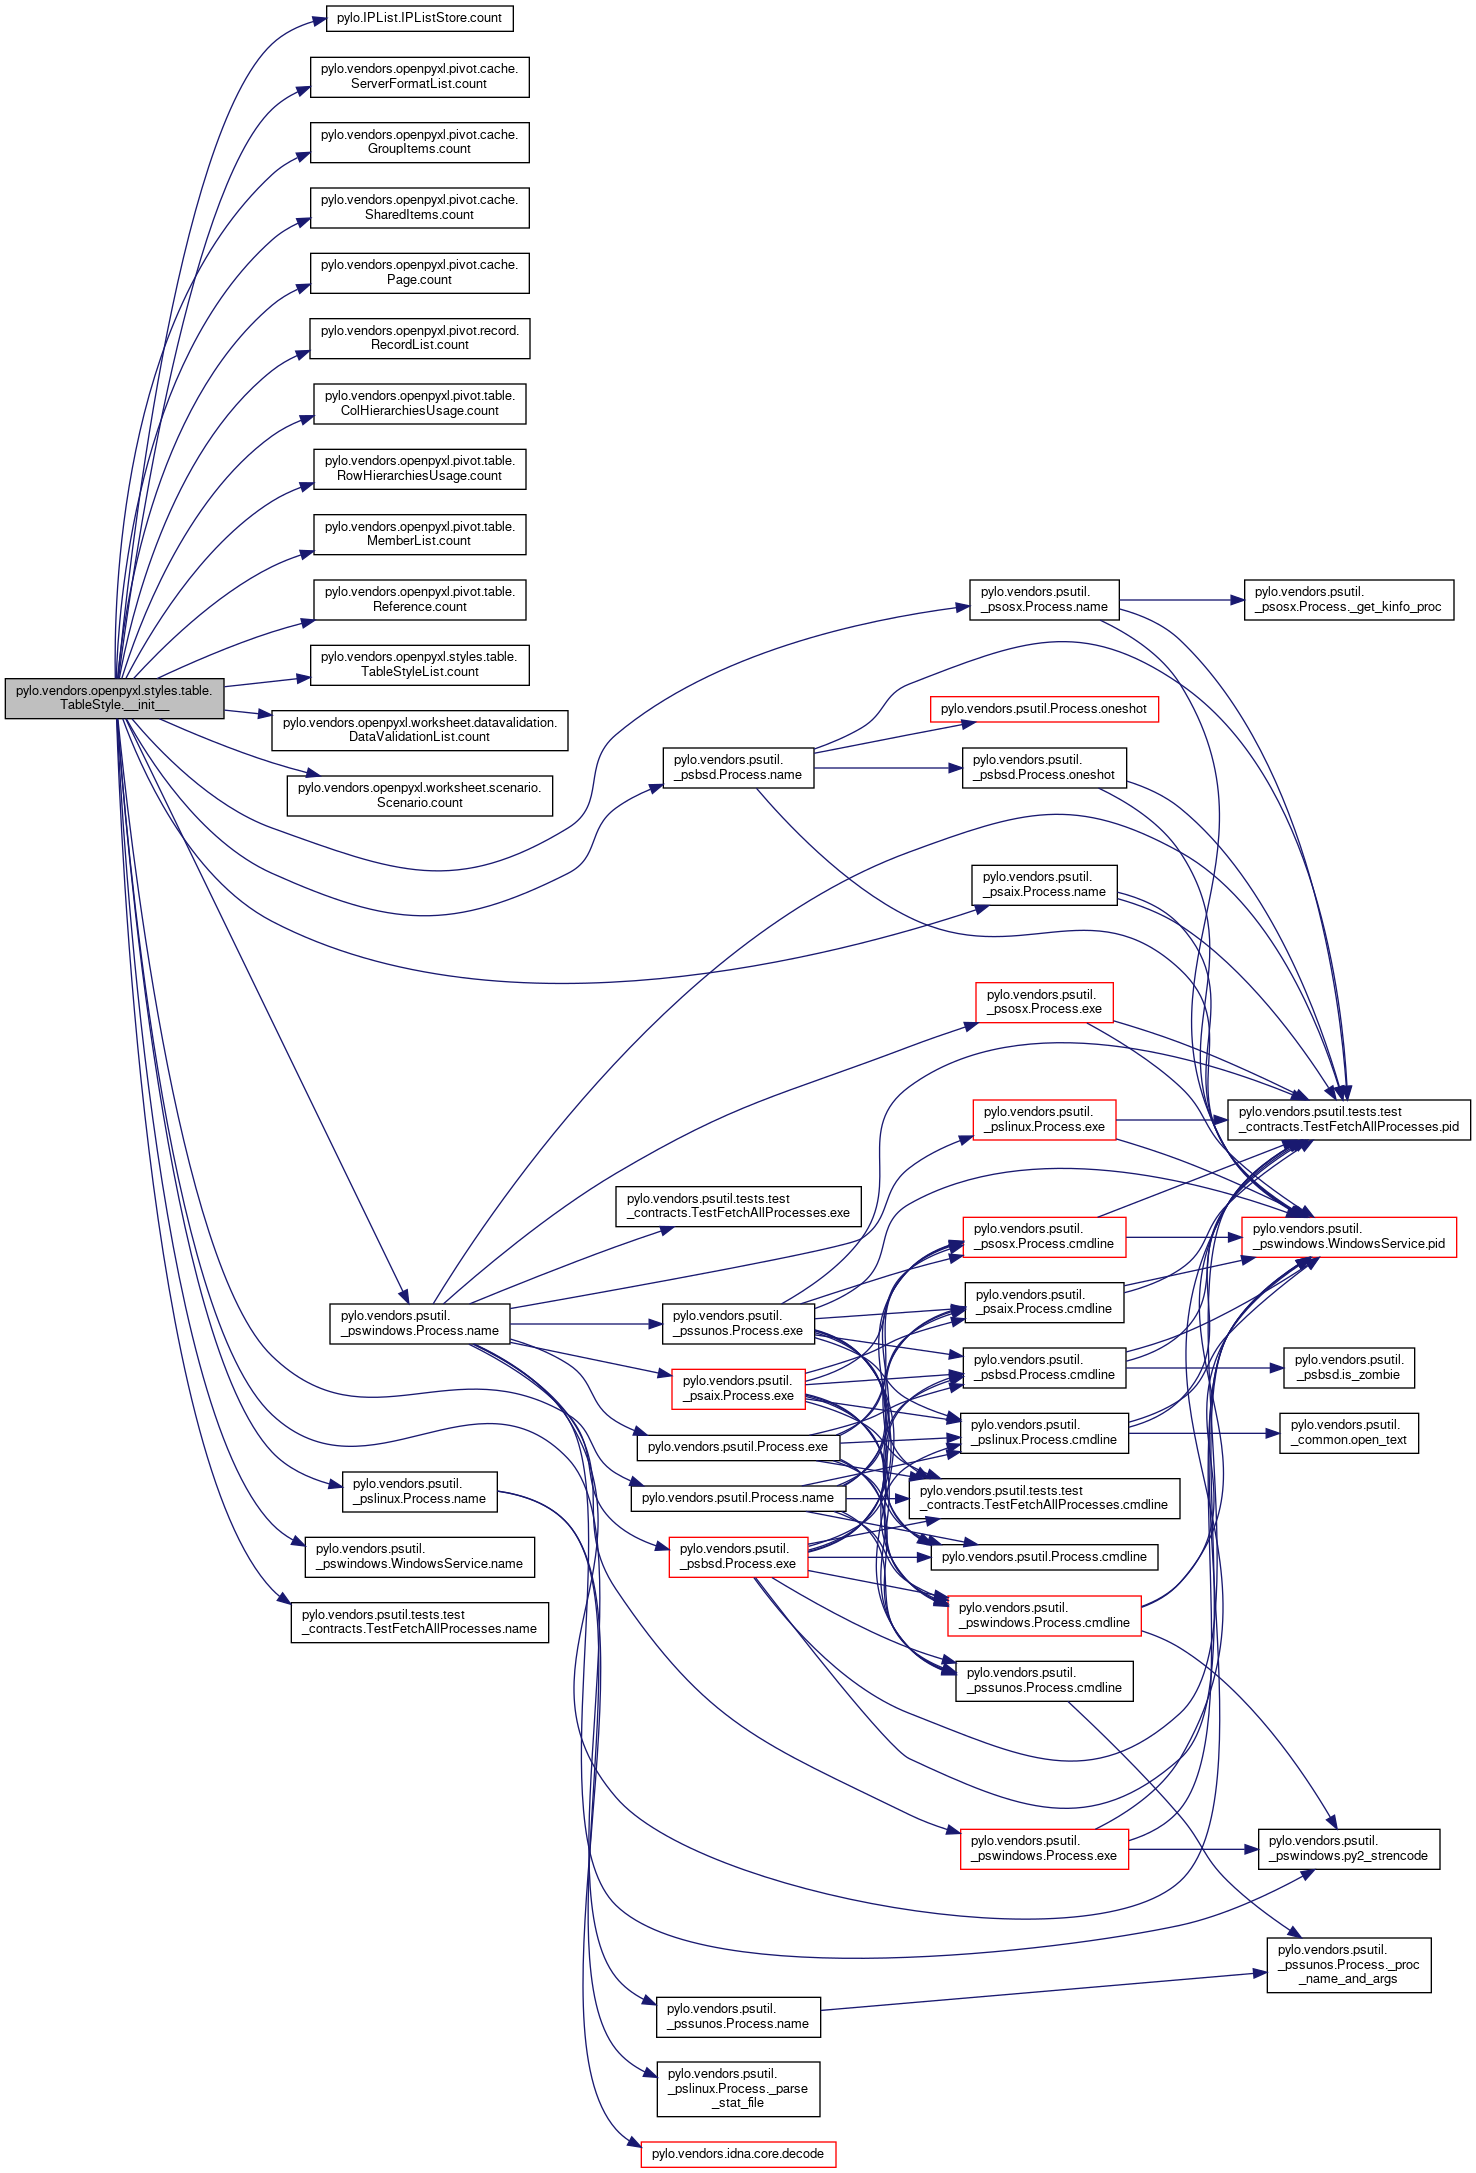 pylo.IPList.IPListStore.count
pylo.vendors.openpyxl.pivot.cache.
ServerFormatList.count
pylo.vendors.openpyxl.pivot.cache.
GroupItems.count
pylo.vendors.openpyxl.pivot.cache.
SharedItems.count
pylo.vendors.openpyxl.pivot.cache.
Page.count
pylo.vendors.openpyxl.pivot.record.
RecordList.count
pylo.vendors.openpyxl.pivot.table.
ColHierarchiesUsage.count
pylo.vendors.openpyxl.pivot.table.
RowHierarchiesUsage.count
pylo.vendors.openpyxl.pivot.table.
MemberList.count
pylo.vendors.openpyxl.pivot.table.
Reference.count
pylo.vendors.openpyxl.styles.table.
TableStyleList.count
pylo.vendors.openpyxl.styles.table.
TableStyle.__init__
pylo.vendors.openpyxl.worksheet.datavalidation.
DataValidationList.count
pylo.vendors.openpyxl.worksheet.scenario.
Scenario.count
pylo.vendors.psutil.
_psosx.Process.name
pylo.vendors.psutil.
_psosx.Process._get_kinfo_proc
pylo.vendors.psutil.Process.oneshot
pylo.vendors.psutil.
_psbsd.Process.name
pylo.vendors.psutil.
_psbsd.Process.oneshot
pylo.vendors.psutil.
_psaix.Process.name
pylo.vendors.psutil.
_psosx.Process.exe
pylo.vendors.psutil.
_pslinux.Process.exe
pylo.vendors.psutil.tests.test
_contracts.TestFetchAllProcesses.pid
pylo.vendors.psutil.tests.test
_contracts.TestFetchAllProcesses.exe
pylo.vendors.psutil.
_psosx.Process.cmdline
pylo.vendors.psutil.
_pswindows.WindowsService.pid
pylo.vendors.psutil.
_pswindows.Process.name
pylo.vendors.psutil.
_pssunos.Process.exe
pylo.vendors.psutil.
_psaix.Process.cmdline
pylo.vendors.psutil.
_psaix.Process.exe
pylo.vendors.psutil.
_psbsd.Process.cmdline
pylo.vendors.psutil.
_psbsd.is_zombie
pylo.vendors.psutil.Process.exe
pylo.vendors.psutil.
_pslinux.Process.cmdline
pylo.vendors.psutil.
_common.open_text
pylo.vendors.psutil.
_pslinux.Process.name
pylo.vendors.psutil.Process.name
pylo.vendors.psutil.tests.test
_contracts.TestFetchAllProcesses.cmdline
pylo.vendors.psutil.
_pswindows.WindowsService.name
pylo.vendors.psutil.
_psbsd.Process.exe
pylo.vendors.psutil.Process.cmdline
pylo.vendors.psutil.tests.test
_contracts.TestFetchAllProcesses.name
pylo.vendors.psutil.
_pswindows.Process.cmdline
pylo.vendors.psutil.
_pssunos.Process.cmdline
pylo.vendors.psutil.
_pswindows.Process.exe
pylo.vendors.psutil.
_pswindows.py2_strencode
pylo.vendors.psutil.
_pssunos.Process._proc
_name_and_args
pylo.vendors.psutil.
_pssunos.Process.name
pylo.vendors.psutil.
_pslinux.Process._parse
_stat_file
pylo.vendors.idna.core.decode